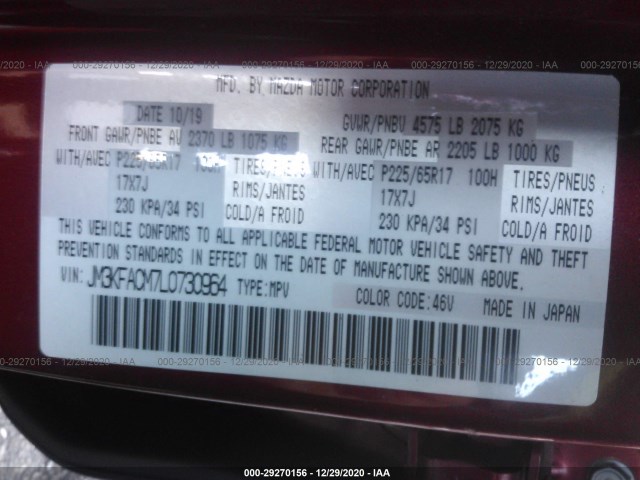 000-29270156 - 12/29/2020 - IAA
MFD. BY MAZDA MOTOR CORPORATION
DATE 10/19 GVWR/PNBV 4575 LB 2075 KG
FRONT GAWR/PNBE AV 2370 LB 1075 KG REAR GAWR/PNBE AR 2205 LB 1000 KG
WITH/AVEC P225/65R17 100H TIRES/PNEUS WITH/AVEC P225/65R17 100H TIRES/PNEUS
17X7J RIMS/JANTES 17X7J RIMS/JANTES
230 KPA/34 PSI COLD/A FROID 230 KPA/34 PSI COLD/A FROID
THIS VEHICLE CONFORMS TO ALL APPLICABLE FEDERAL MOTOR VEHICLE SAFETY AND THEFT
PREVENTION STANDARDS IN EFFECT ON THE DATE OF MANUFACTURE SHOWN ABOVE.
VIN: JM3KFACM7L0730964 TYPE:MPV COLOR CODE:46V MADE IN JAPAN
000-29270156 - 12/29/2020 - IAA